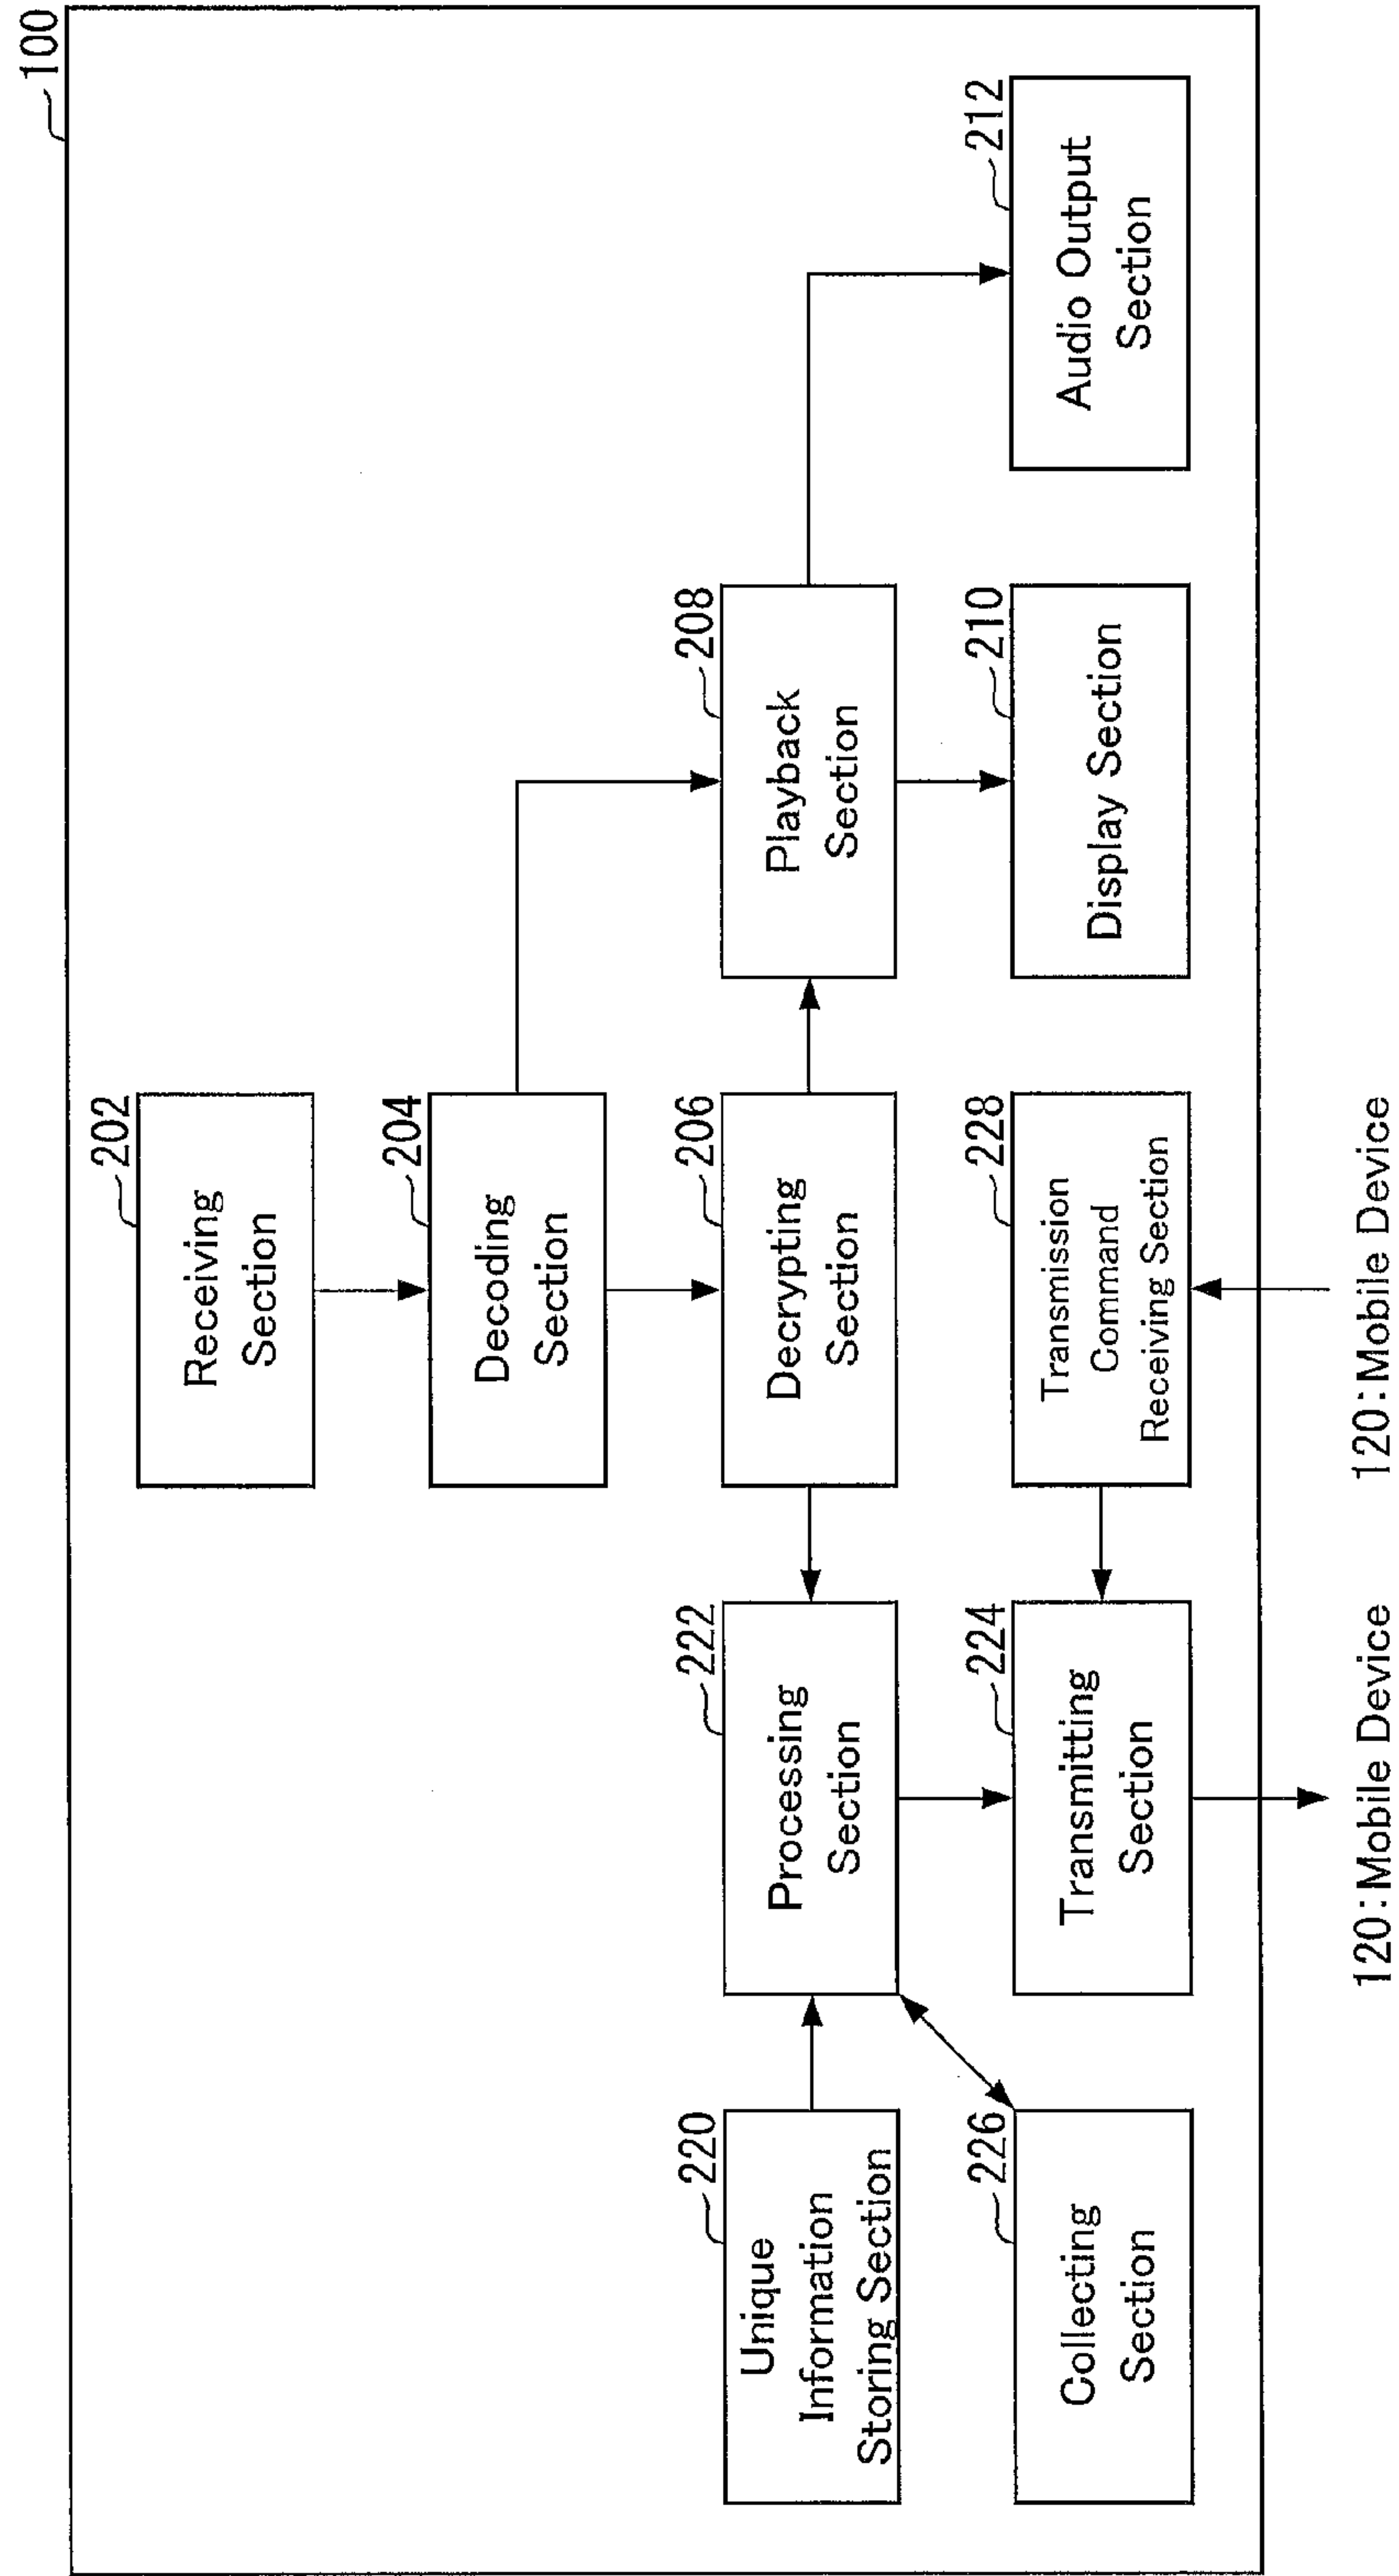 100
202
Receiving
Section
204
Decoding
Section
220
Unique
Information
Storing Section
222
Processing
Section
206
Decrypting
Section
208
Playback
Section
226
Collecting
Section
224
Transmitting
Section
228
Transmission
Command
Receiving Section
210
Display Section
212
Audio Output
Section
120:Mobile Device
120:Mobile Device